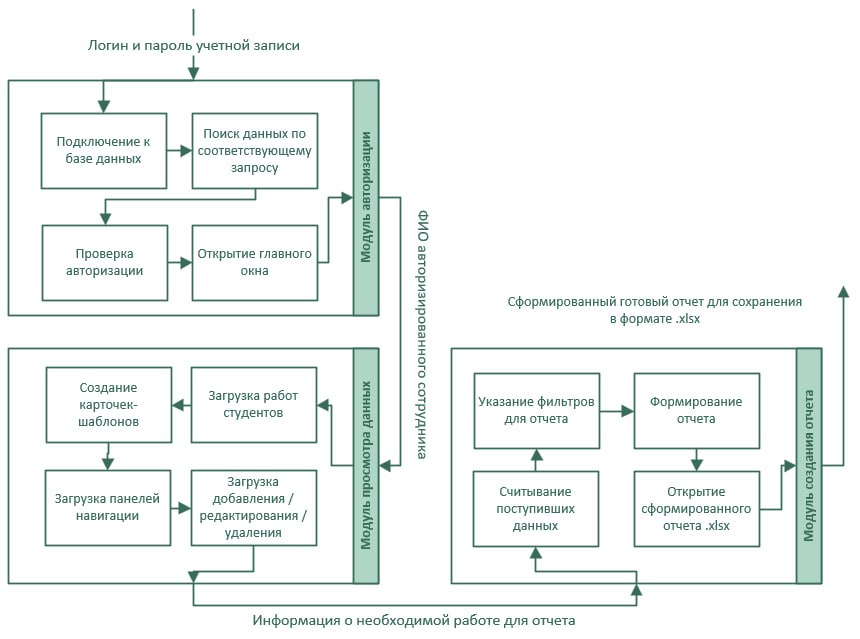 Логин и пароль учетной записи
Подключение к
базе данных
Поиск данных по
соответствующему
запросу
Проверка
авторизации
Открытие главного
окна
Модуль авторизации
ФИО авторизированного сотрудника
Создание
карточек-
шаблонов
Загрузка работ
студентов
Загрузка панелей
навигации
Загрузка
добавления /
редактирования /
удаления
Модуль просмотра данных
Информация о необходимой работе для отчета
Сформированный готовый отчет для сохранения
в формате .xlsx
Указание фильтров
для отчета
Формирование
отчета
Считывание
поступивших
данных
Открытие
сформированного
отчета .xlsx
Модуль создания отчета